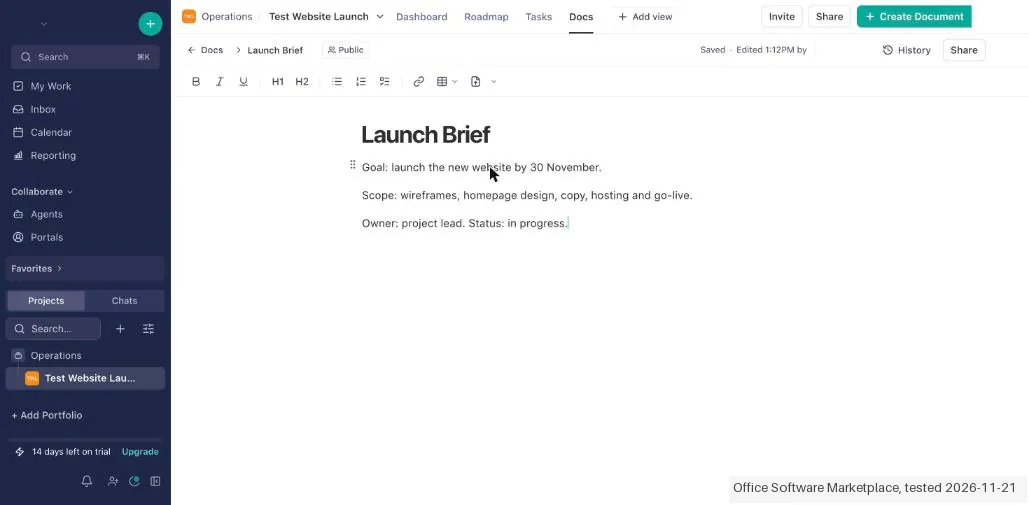 TWL Operations
Test Website Launch
Dashboard
Roadmap
Tasks
Docs
+ Add view
Invite
Share
+ Create Document
Search
⌘K
My Work
Inbox
Calendar
Reporting
Collaborate
Agents
Portals
Favorites
Projects
Chats
Search...
Operations
TWL Test Website Lau...
+ Add Portfolio
14 days left on trial
Upgrade
Docs
Launch Brief
Public
Saved · Edited 1:12PM by
History
Share
B I U H1 H2
Launch Brief
Goal: launch the new website by 30 November.
Scope: wireframes, homepage design, copy, hosting and go-live.
Owner: project lead. Status: in progress.
Office Software Marketplace, tested 2026-11-21